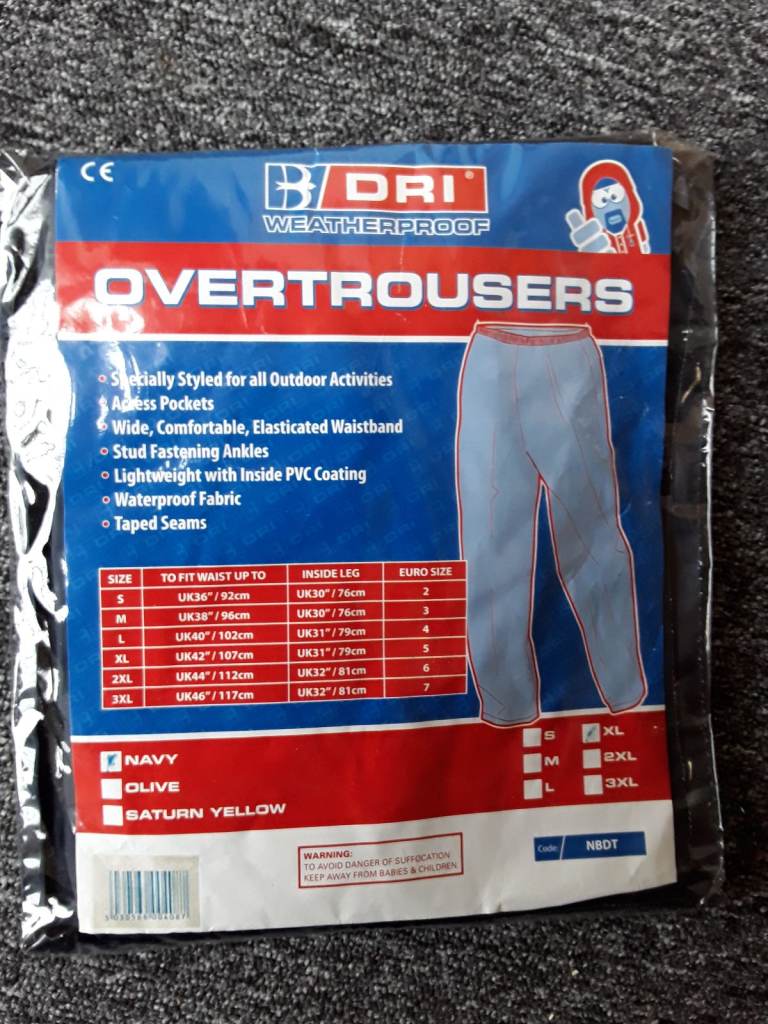 CE
B DRI®
WEATHERPROOF
OVERTROUSERS
• Specially Styled for all Outdoor Activities
• Access Pockets
• Wide, Comfortable, Elasticated Waistband
• Stud Fastening Ankles
• Lightweight with Inside PVC Coating
• Waterproof Fabric
• Taped Seams
SIZE TO FIT WAIST UP TO INSIDE LEG EURO SIZE
S UK36"/92cm UK30"/76cm 2
M UK38"/96cm UK30"/76cm 3
L UK40"/102cm UK31"/79cm 4
XL UK42"/107cm UK31"/79cm 5
2XL UK44"/112cm UK32"/81cm 6
3XL UK46"/117cm UK32"/81cm 7
NAVY
OLIVE
SATURN YELLOW
S XL
M 2XL
L 3XL
WARNING:
TO AVOID DANGER OF SUFFOCATION
KEEP AWAY FROM BABIES & CHILDREN
Code: NBDT